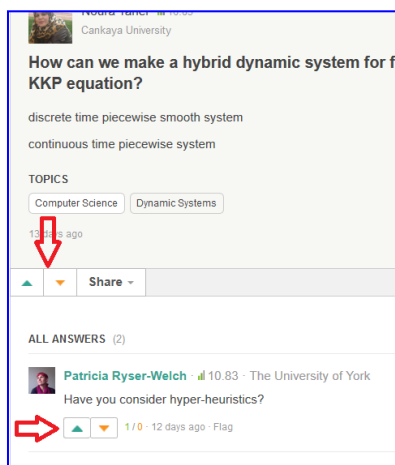 Cankaya University
How can we make a hybrid dynamic system for f
KKP equation?
discrete time piecewise smooth system
continuous time piecewise system
TOPICS
Computer Science
Dynamic Systems
13 days ago
Share
ALL ANSWERS (2)
Patricia Ryser-Welch · 10.83 · The University of York
Have you consider hyper-heuristics?
1 / 0 · 12 days ago · Flag